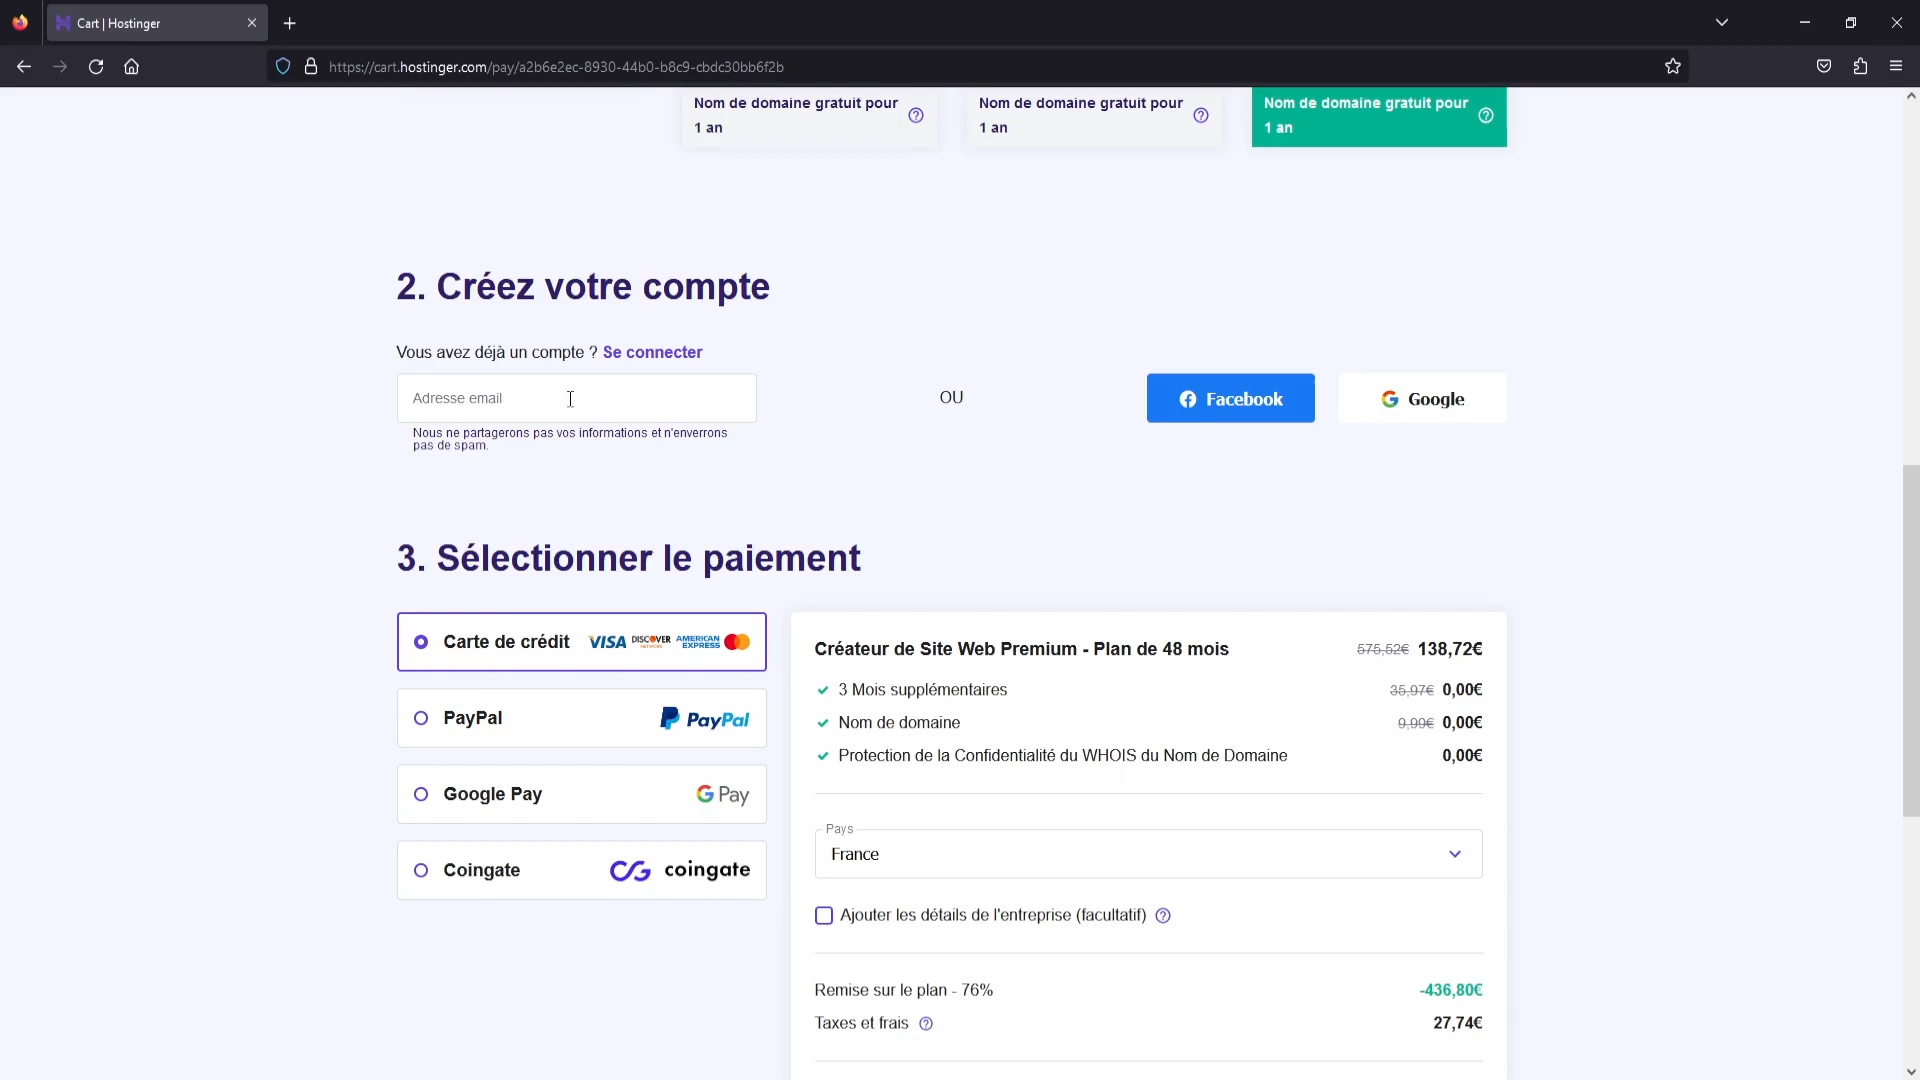 Cart | Hostinger
https://cart.hostinger.com/pay/a2b6e2ec-8930-44b0-b8c9-cbdc30bb6f2b
Nom de domaine gratuit pour
1 an
Nom de domaine gratuit pour
1 an
Nom de domaine gratuit pour
1 an
2. Créez votre compte
Vous avez déjà un compte ? Se connecter
Adresse email
OU
Facebook
Google
Nous ne partagerons pas vos informations et n'enverrons
pas de spam.
3. Sélectionner le paiement
Carte de crédit VISA DISCOVER NETWORK AMERICAN EXPRESS
PayPal PayPal
Google Pay G Pay
Coingate coingate
Créateur de Site Web Premium - Plan de 48 mois 575,52€ 138,72€
3 Mois supplémentaires 35,97€ 0,00€
Nom de domaine 9,99€ 0,00€
Protection de la Confidentialité du WHOIS du Nom de Domaine 0,00€
Pays
France
Ajouter les détails de l'entreprise (facultatif)
Remise sur le plan - 76% -436,80€
Taxes et frais 27,74€